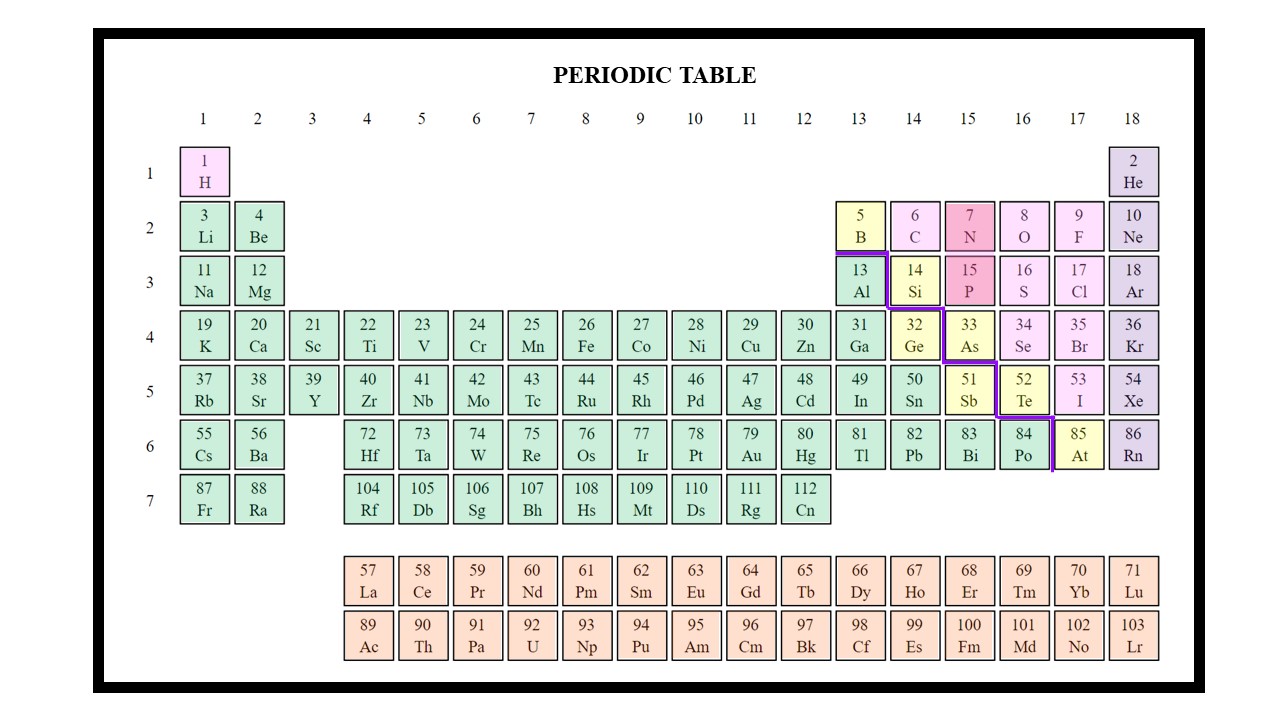 PERIODIC TABLE
1 2 3 4 5 6 7 8 9 10 11 12 13 14 15 16 17 18
1 1 2
H He
2 3 4 5 6 7 8 9 10
Li Be B C N O F Ne
3 11 12 13 14 15 16 17 18
Na Mg Al Si P S Cl Ar
4 19 20 21 22 23 24 25 26 27 28 29 30 31 32 33 34 35 36
K Ca Sc Ti V Cr Mn Fe Co Ni Cu Zn Ga Ge As Se Br Kr
5 37 38 39 40 41 42 43 44 45 46 47 48 49 50 51 52 53 54
Rb Sr Y Zr Nb Mo Tc Ru Rh Pd Ag Cd In Sn Sb Te I Xe
6 55 56 72 73 74 75 76 77 78 79 80 81 82 83 84 85 86
Cs Ba Hf Ta W Re Os Ir Pt Au Hg Tl Pb Bi Po At Rn
7 87 88 104 105 106 107 108 109 110 111 112
Fr Ra Rf Db Sg Bh Hs Mt Ds Rg Cn
57 58 59 60 61 62 63 64 65 66 67 68 69 70 71
La Ce Pr Nd Pm Sm Eu Gd Tb Dy Ho Er Tm Yb Lu
89 90 91 92 93 94 95 96 97 98 99 100 101 102 103
Ac Th Pa U Np Pu Am Cm Bk Cf Es Fm Md No Lr